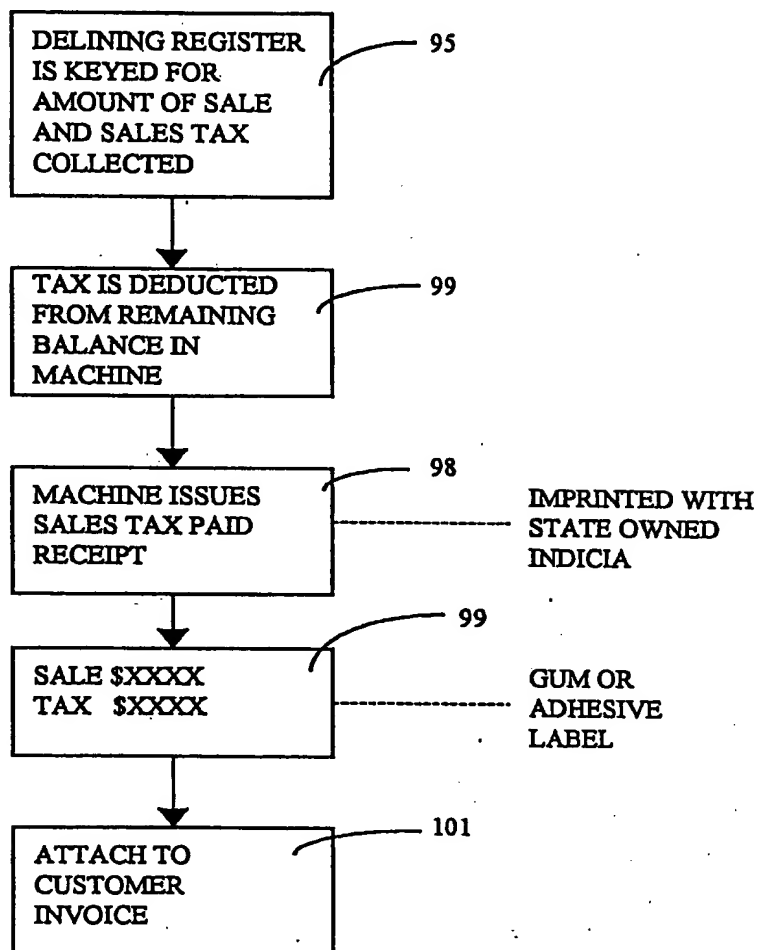 DELINING REGISTER
IS KEYED FOR
AMOUNT OF SALE
AND SALES TAX
COLLECTED
95
TAX IS DEDUCTED
FROM REMAINING
BALANCE IN
MACHINE
99
MACHINE ISSUES
SALES TAX PAID
RECEIPT
98
IMPRINTED WITH
STATE OWNED
INDICIA
SALE $XXXX
TAX $XXXX
99
GUM OR
ADHESIVE
LABEL
ATTACH TO
CUSTOMER
INVOICE
101